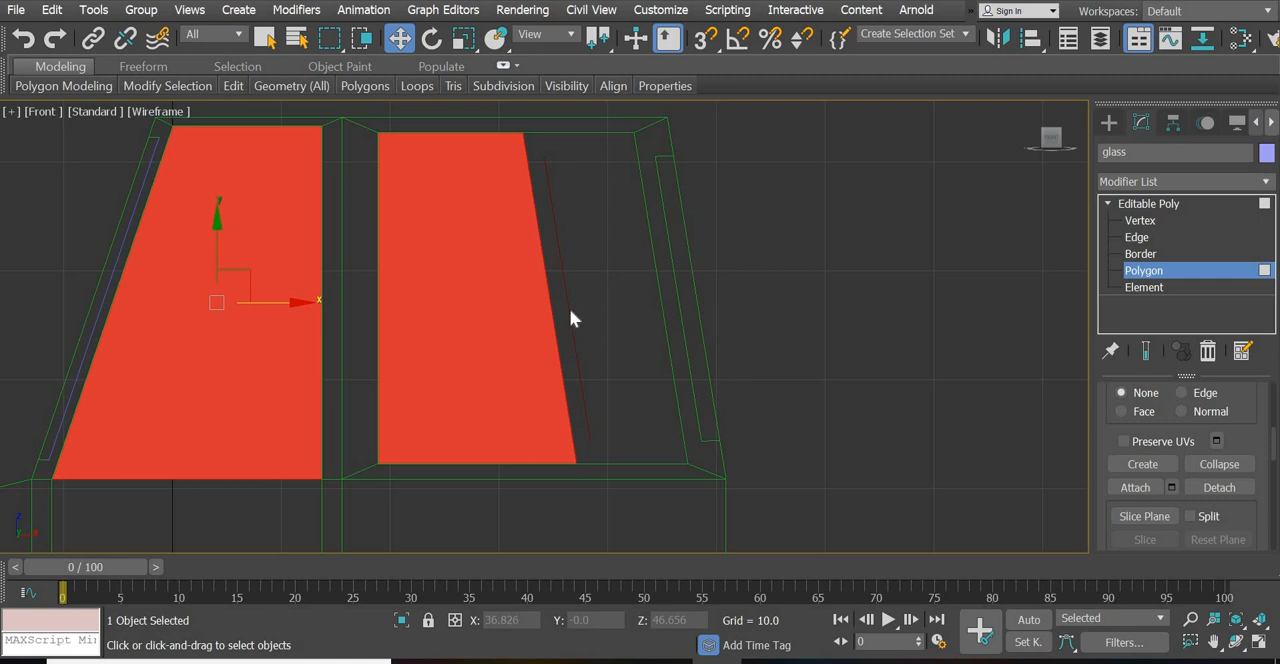 File Edit Tools Group Views Create Modifiers Animation Graph Editors Rendering Civil View Customize Scripting Interactive Content Arnold » Sign In Workspaces: Default
All View Create Selection Set
Modeling Freeform Selection Object Paint Populate
Polygon Modeling Modify Selection Edit Geometry (All) Polygons Loops Tris Subdivision Visibility Align Properties
[+] [Front ] [Standard ] [Wireframe ]
glass
Modifier List
Editable Poly
Vertex
Edge
Border
Polygon
Element
None Edge
Face Normal
Preserve UVs
Create Collapse
Attach Detach
Slice Plane Split
Slice Reset Plane
y
x
z
y x
< 0 / 100 >
0 5 10 15 20 25 30 35 40 45 50 55 60 65 70 75 80 85 90 95 100
1 Object Selected X: 36.826 Y: -0.0 Z: 46.656 Grid = 10.0 Auto Selected
MAXScript Min Click or click-and-drag to select objects Add Time Tag 0 Set K. Filters...